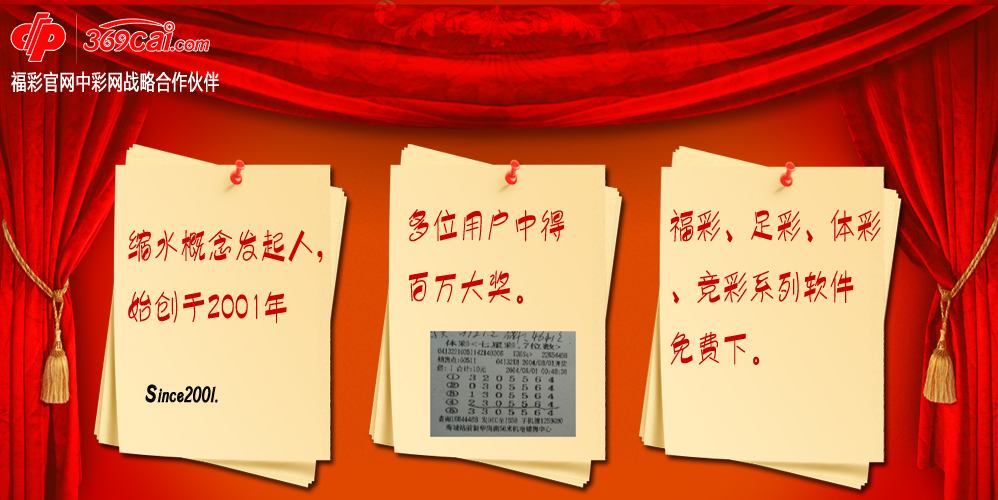 369cai.com
福彩官网中彩网战略合作伙伴
缩水概念发起人,
始创于2001年
Since2001.
多位用户中得
百万大奖。
体彩<七星彩.7位数>
① 3 2 0 5 5 6 4
② 0 3 0 5 5 6 4
③ 1 3 0 5 5 6 4
④ 2 3 0 5 5 6 4
⑤ 3 3 0 5 5 6 4
福彩、足彩、体彩
、竞彩系列软件
免费下。